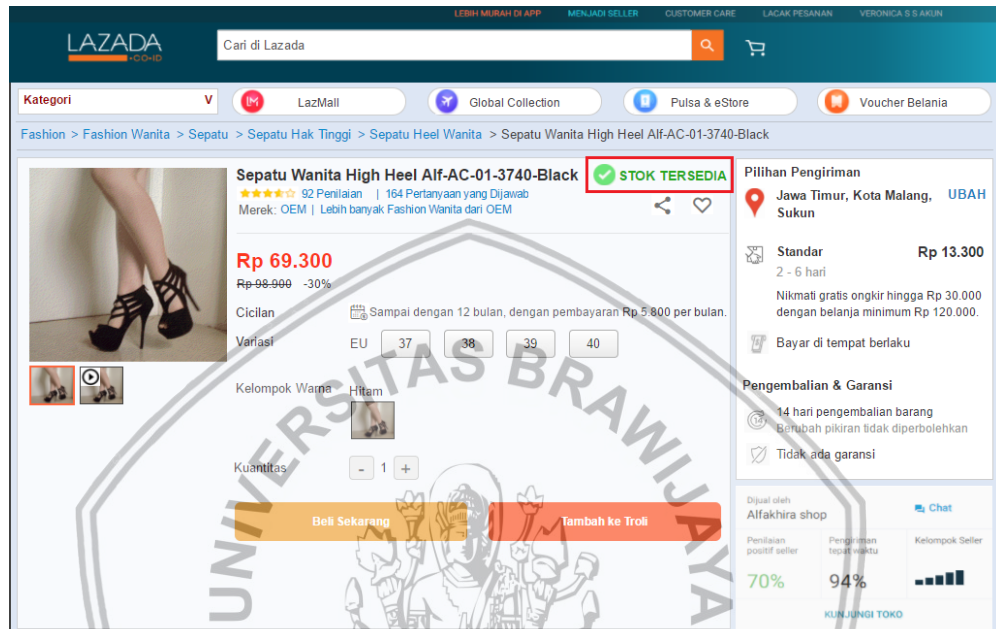 LEBIH MURAH DI APP MENJADI SELLER CUSTOMER CARE LACAK PESANAN VERONICA S S AKUN
LAZADA
.CO.ID
Cari di Lazada
Kategori V LazMall Global Collection Pulsa & eStore Voucher Belania
Fashion > Fashion Wanita > Sepatu > Sepatu Hak Tinggi > Sepatu Heel Wanita > Sepatu Wanita High Heel Alf-AC-01-3740-Black
Sepatu Wanita High Heel Alf-AC-01-3740-Black
STOK TERSEDIA
92 Penilaian | 164 Pertanyaan yang Dijawab
Merek: OEM | Lebih banyak Fashion Wanita dari OEM
Rp 69.300
Rp 98.900 -30%
Cicilan Sampai dengan 12 bulan, dengan pembayaran Rp 5.800 per bulan.
Variasi EU 37 38 39 40
Kelompok Warna Hitam
Kuantitas - 1 +
Beli Sekarang Tambah ke Troli
Pilihan Pengiriman
Jawa Timur, Kota Malang, UBAH
Sukun
Standar Rp 13.300
2 - 6 hari
Nikmati gratis ongkir hingga Rp 30.000
dengan belanja minimum Rp 120.000.
Bayar di tempat berlaku
Pengembalian & Garansi
14 hari pengembalian barang
Berubah pikiran tidak diperbolehkan
Tidak ada garansi
Dijual oleh
Alfakhira shop
Chat
Penilaian
positif seller
Pengiriman
tepat waktu
Kelompok Seller
70% 94%
KUNJUNGI TOKO
UNIVERSITAS BRAWIJAYA